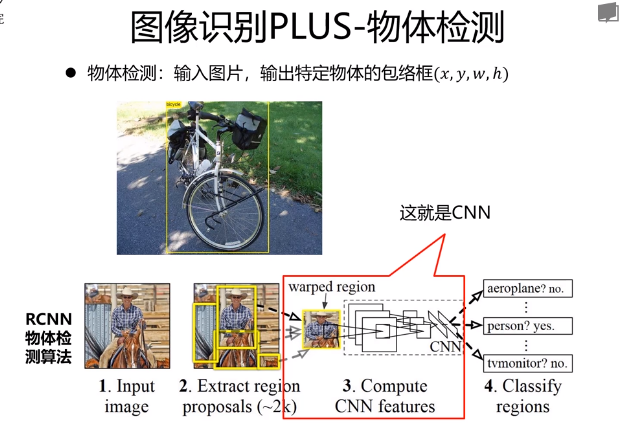 图像识别PLUS-物体检测
● 物体检测：输入图片，输出特定物体的包络框(x, y, w, h)
bicycle
这就是CNN
RCNN
物体检
测算法
warped region
CNN
aeroplane? no.
⋮
person? yes.
⋮
tvmonitor? no.
1. Input
image
2. Extract region
proposals (~2k)
3. Compute
CNN features
4. Classify
regions